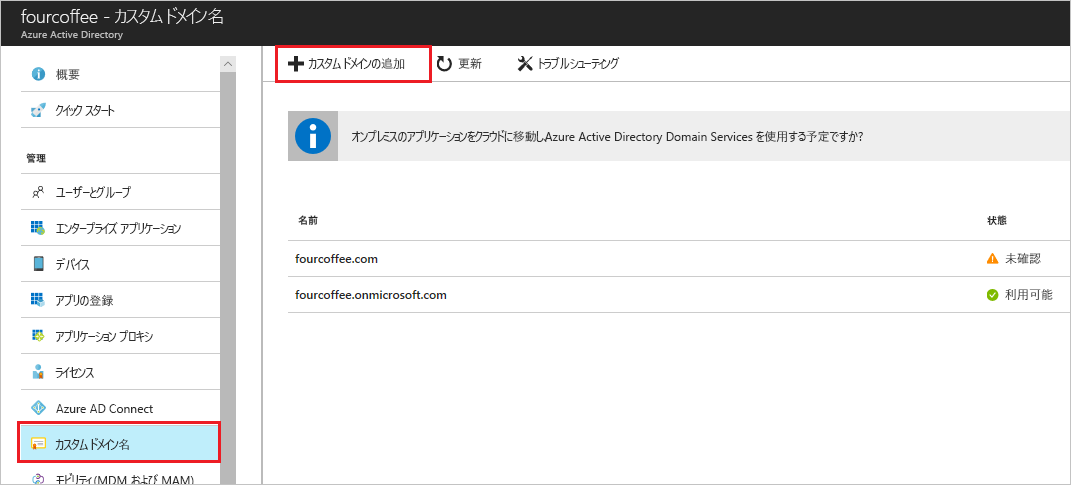 fourcoffee - カスタム ドメイン名
Azure Active Directory
概要
クイック スタート
管理
ユーザーとグループ
エンタープライズ アプリケーション
デバイス
アプリの登録
アプリケーション プロキシ
ライセンス
Azure AD Connect
カスタム ドメイン名
モビリティ (MDM および MAM)
カスタム ドメインの追加
更新
トラブルシューティング
オンプレミスのアプリケーションをクラウドに移動しAzure Active Directory Domain Services を使用する予定ですか?
名前
状態
fourcoffee.com
未確認
fourcoffee.onmicrosoft.com
利用可能